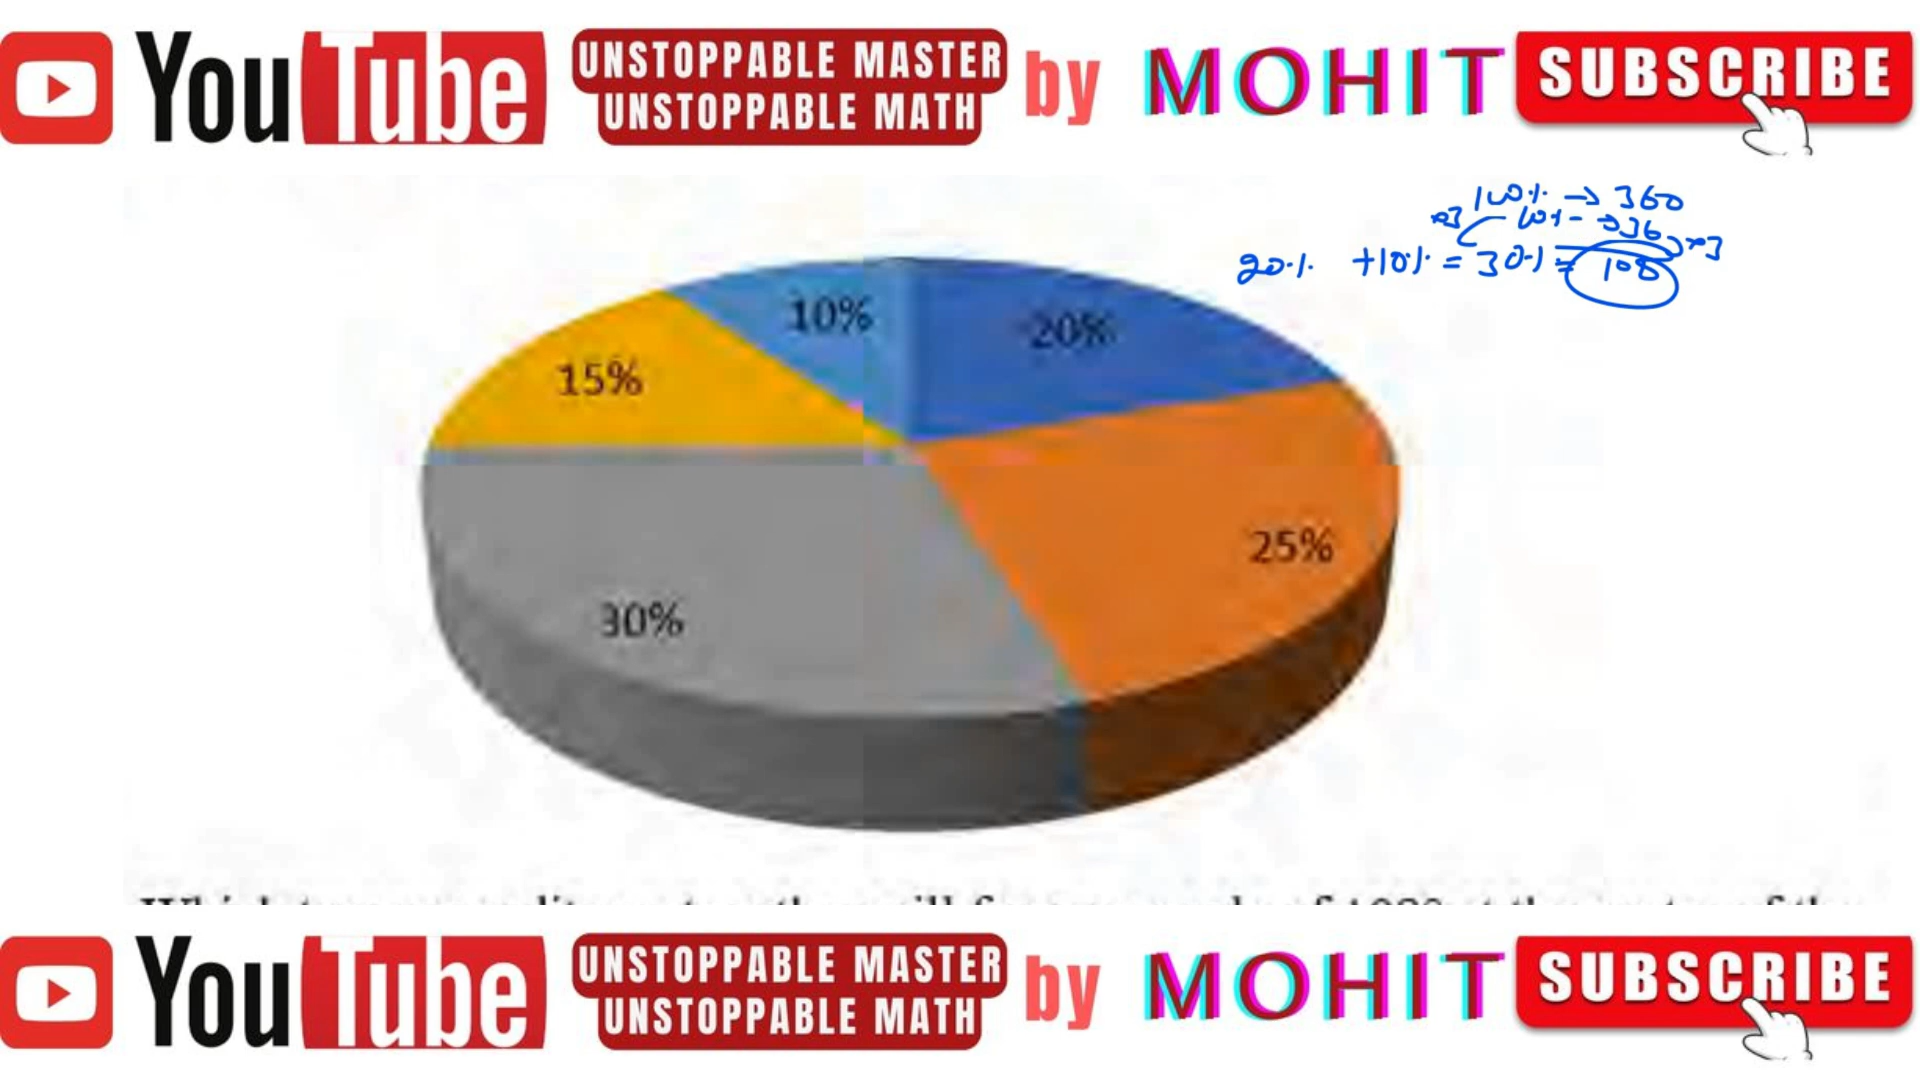 YouTube UNSTOPPABLE MASTER by MOHIT SUBSCRIBE
UNSTOPPABLE MATH
100% → 360
×3 10% → 36 ×3
20% +10% = 30% = 108
10% 20%
15%
25%
30%
YouTube UNSTOPPABLE MASTER by MOHIT SUBSCRIBE
UNSTOPPABLE MATH